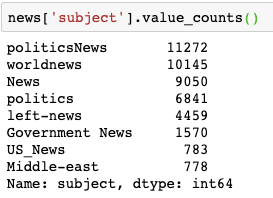 news['subject'].value_counts()
politicsNews 11272
worldnews 10145
News 9050
politics 6841
left-news 4459
Government News 1570
US_News 783
Middle-east 778
Name: subject, dtype: int64